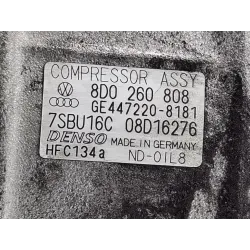 COMPRESSOR ASSY
8D0 260 808
GE447220-8181
7SBU16C 08D16276
DENSO MADE IN GERMANY
HFC134a ND-OIL8